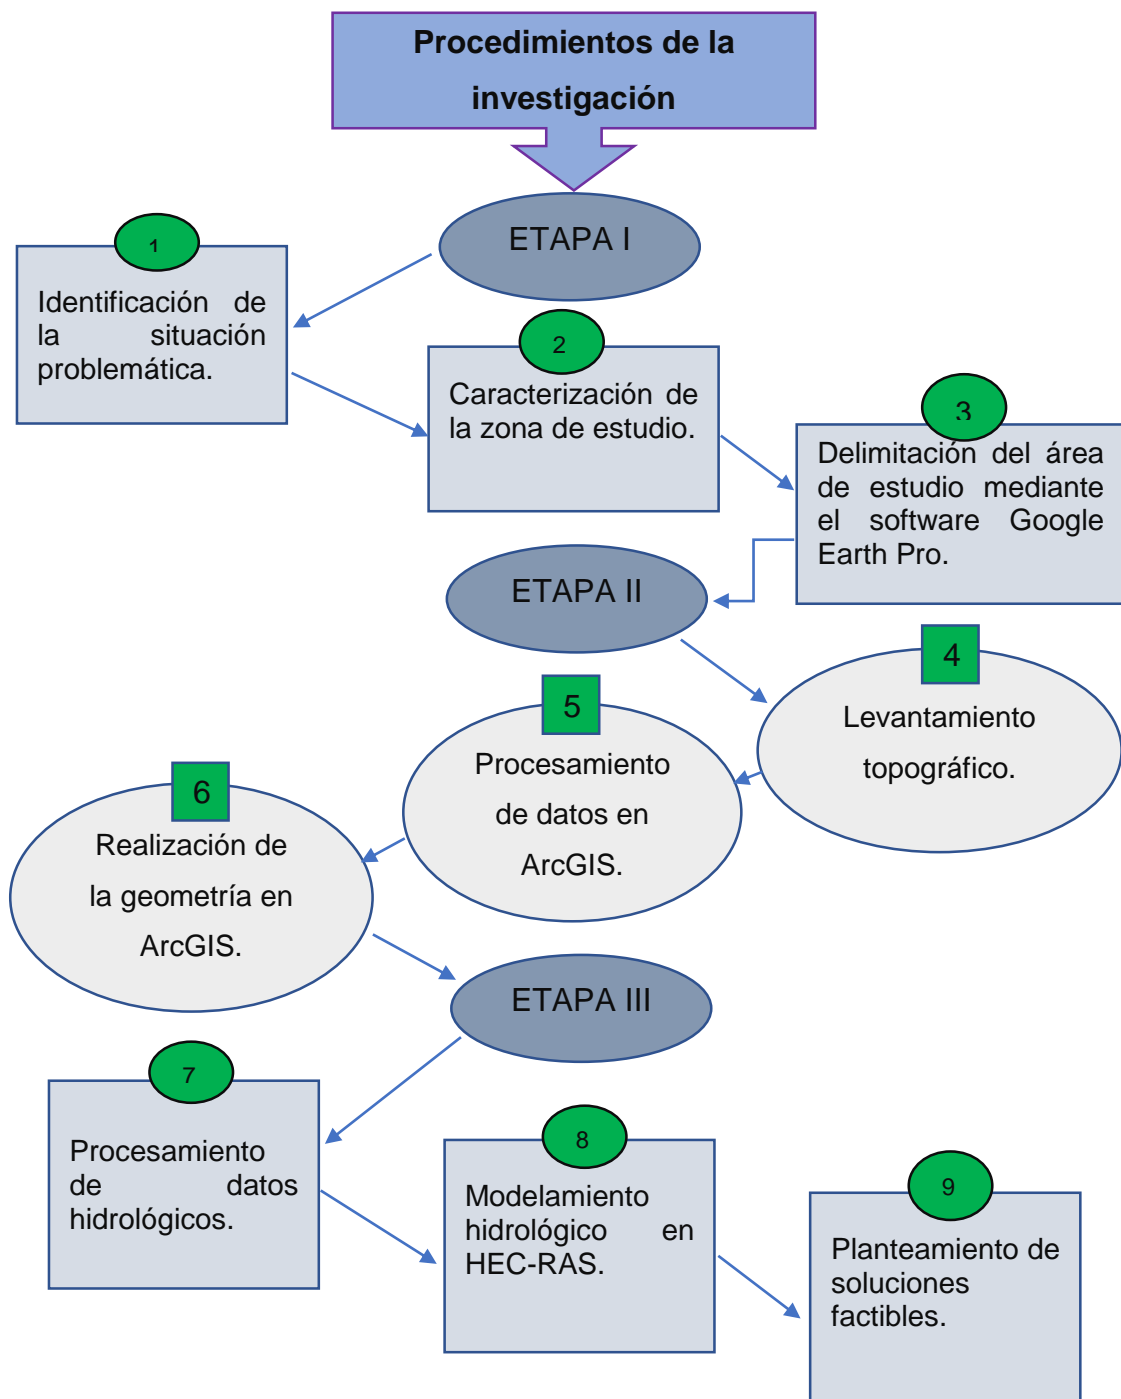 Procedimientos de la
investigación
ETAPA I
1
Identificación de
la situación
problemática.
2
Caracterización de
la zona de estudio.
3
Delimitación del área
de estudio mediante
el software Google
Earth Pro.
ETAPA II
4
Levantamiento
topográfico.
5
Procesamiento
de datos en
ArcGIS.
6
Realización de
la geometría en
ArcGIS.
ETAPA III
7
Procesamiento
de datos
hidrológicos.
8
Modelamiento
hidrológico en
HEC-RAS.
9
Planteamiento de
soluciones
factibles.